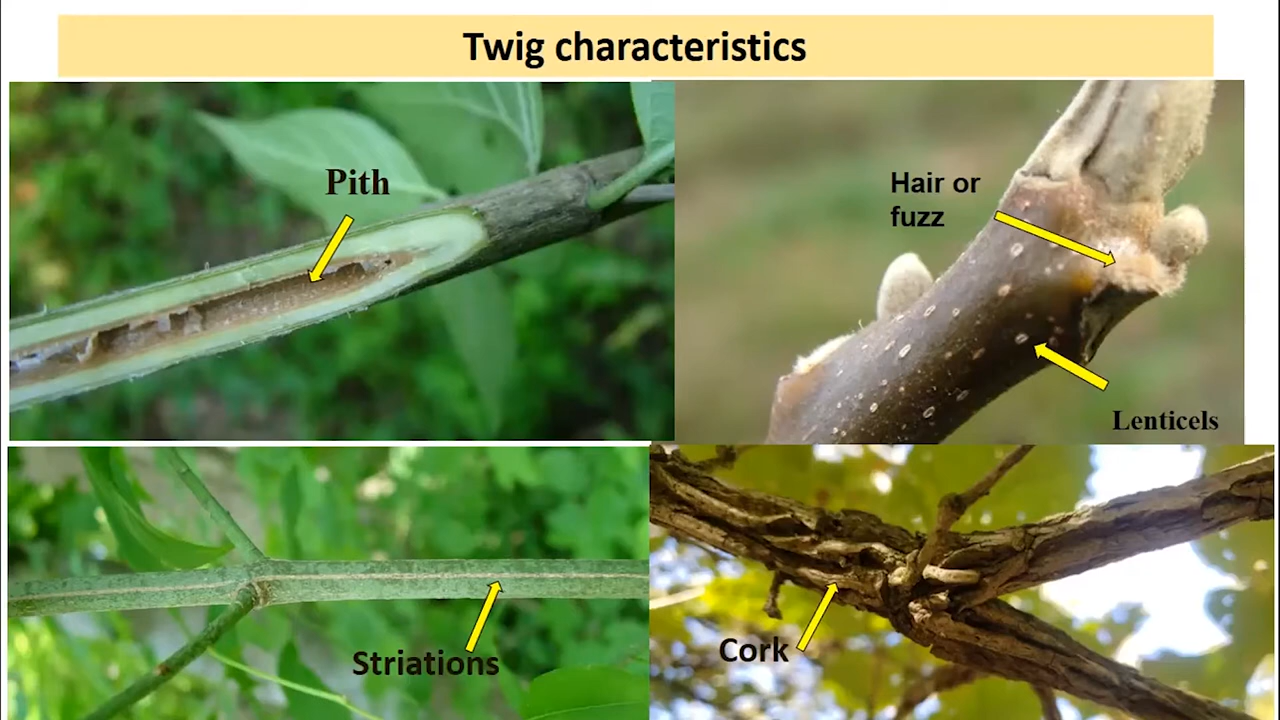 Twig characteristics
Pith
Hair or
fuzz
Lenticels
Striations
Cork